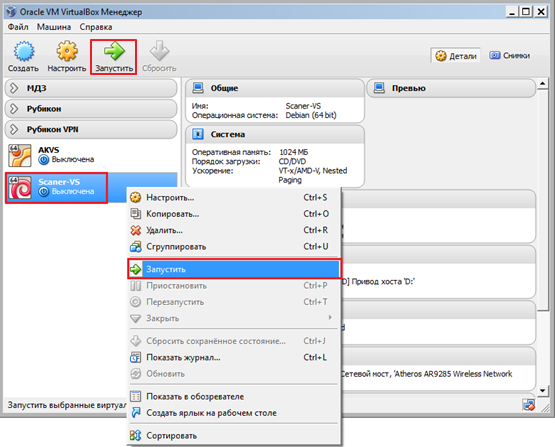 Oracle VM VirtualBox Менеджер
Файл Машина Справка
Создать Настроить Запустить Сбросить
Детали Снимки
МДЗ
Рубикон
Рубикон VPN
64 AKVS
Выключена
64 Scaner-VS
Выключена
Общие
Имя: Scaner-VS
Операционная система: Debian (64 bit)
Превью
Система
Оперативная память: 1024 МБ
Порядок загрузки: CD/DVD
Ускорение: VT-x/AMD-V, Nested
Paging
Настроить... Ctrl+S
Копировать... Ctrl+O
Удалить... Ctrl+R
Сгруппировать Ctrl+U
Запустить
Приостановить Ctrl+P
Перезапустить Ctrl+T
Закрыть
Сбросить сохранённое состояние... Ctrl+J
Показать журнал... Ctrl+L
Обновить
Показать в обозревателе
Создать ярлык на рабочем столе
Сортировать
D] Привод хоста 'D:'
d
Сетевой мост, 'Atheros AR9285 Wireless Network
Запустить выбранные виртуал